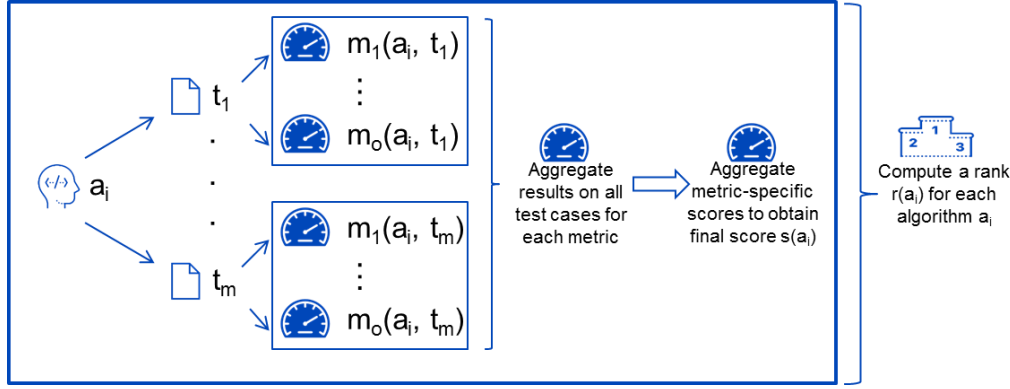 aᵢ
</-/>
t₁
.
.
.
tₘ
m₁(aᵢ, t₁)
⋮
mₒ(aᵢ, t₁)
m₁(aᵢ, tₘ)
⋮
mₒ(aᵢ, tₘ)
Aggregate
results on all
test cases for
each metric
Aggregate
metric-specific
scores to obtain
final score s(aᵢ)
1
2
3
Compute a rank
r(aᵢ) for each
algorithm aᵢ